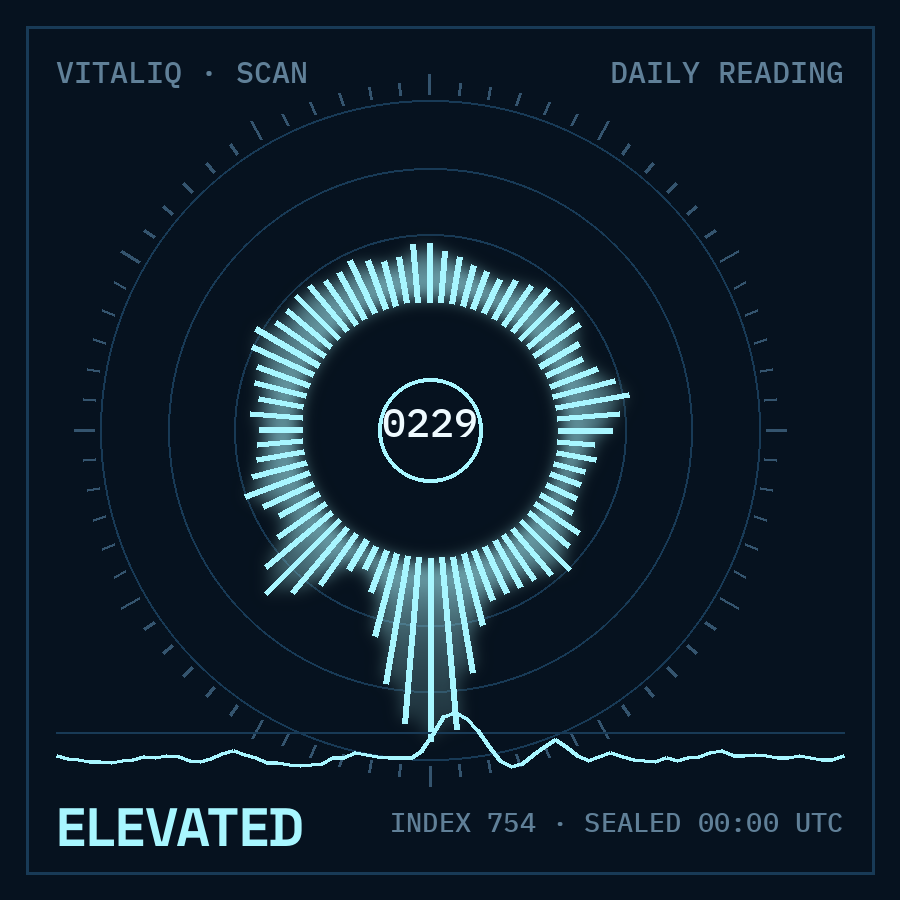 VITALIQ · SCAN
DAILY READING
0229
ELEVATED
INDEX 754 · SEALED 00:00 UTC